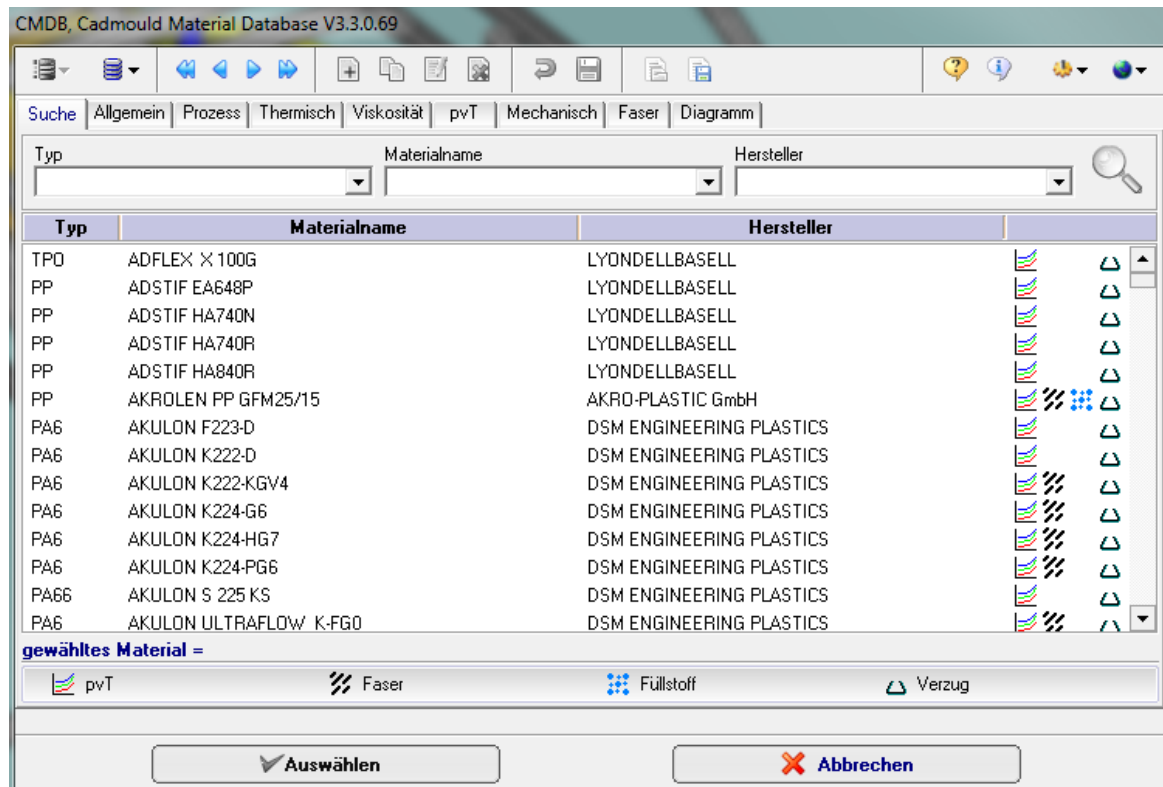 CMDB, Cadmould Material Database V3.3.0.69
Suche Allgemein Prozess Thermisch Viskosität pvT Mechanisch Faser Diagramm
Typ Materialname Hersteller
Typ Materialname Hersteller
TPO ADFLEX X 100G LYONDELLBASELL
PP ADSTIF EA648P LYONDELLBASELL
PP ADSTIF HA740N LYONDELLBASELL
PP ADSTIF HA740R LYONDELLBASELL
PP ADSTIF HA840R LYONDELLBASELL
PP AKROLEN PP GFM25/15 AKRO-PLASTIC GmbH
PA6 AKULON F223-D DSM ENGINEERING PLASTICS
PA6 AKULON K222-D DSM ENGINEERING PLASTICS
PA6 AKULON K222-KGV4 DSM ENGINEERING PLASTICS
PA6 AKULON K224-G6 DSM ENGINEERING PLASTICS
PA6 AKULON K224-HG7 DSM ENGINEERING PLASTICS
PA6 AKULON K224-PG6 DSM ENGINEERING PLASTICS
PA66 AKULON S 225 KS DSM ENGINEERING PLASTICS
PA6 AKULON ULTRAFLOW K-FG0 DSM ENGINEERING PLASTICS
gewähltes Material =
pvT Faser Füllstoff Verzug
Auswählen Abbrechen